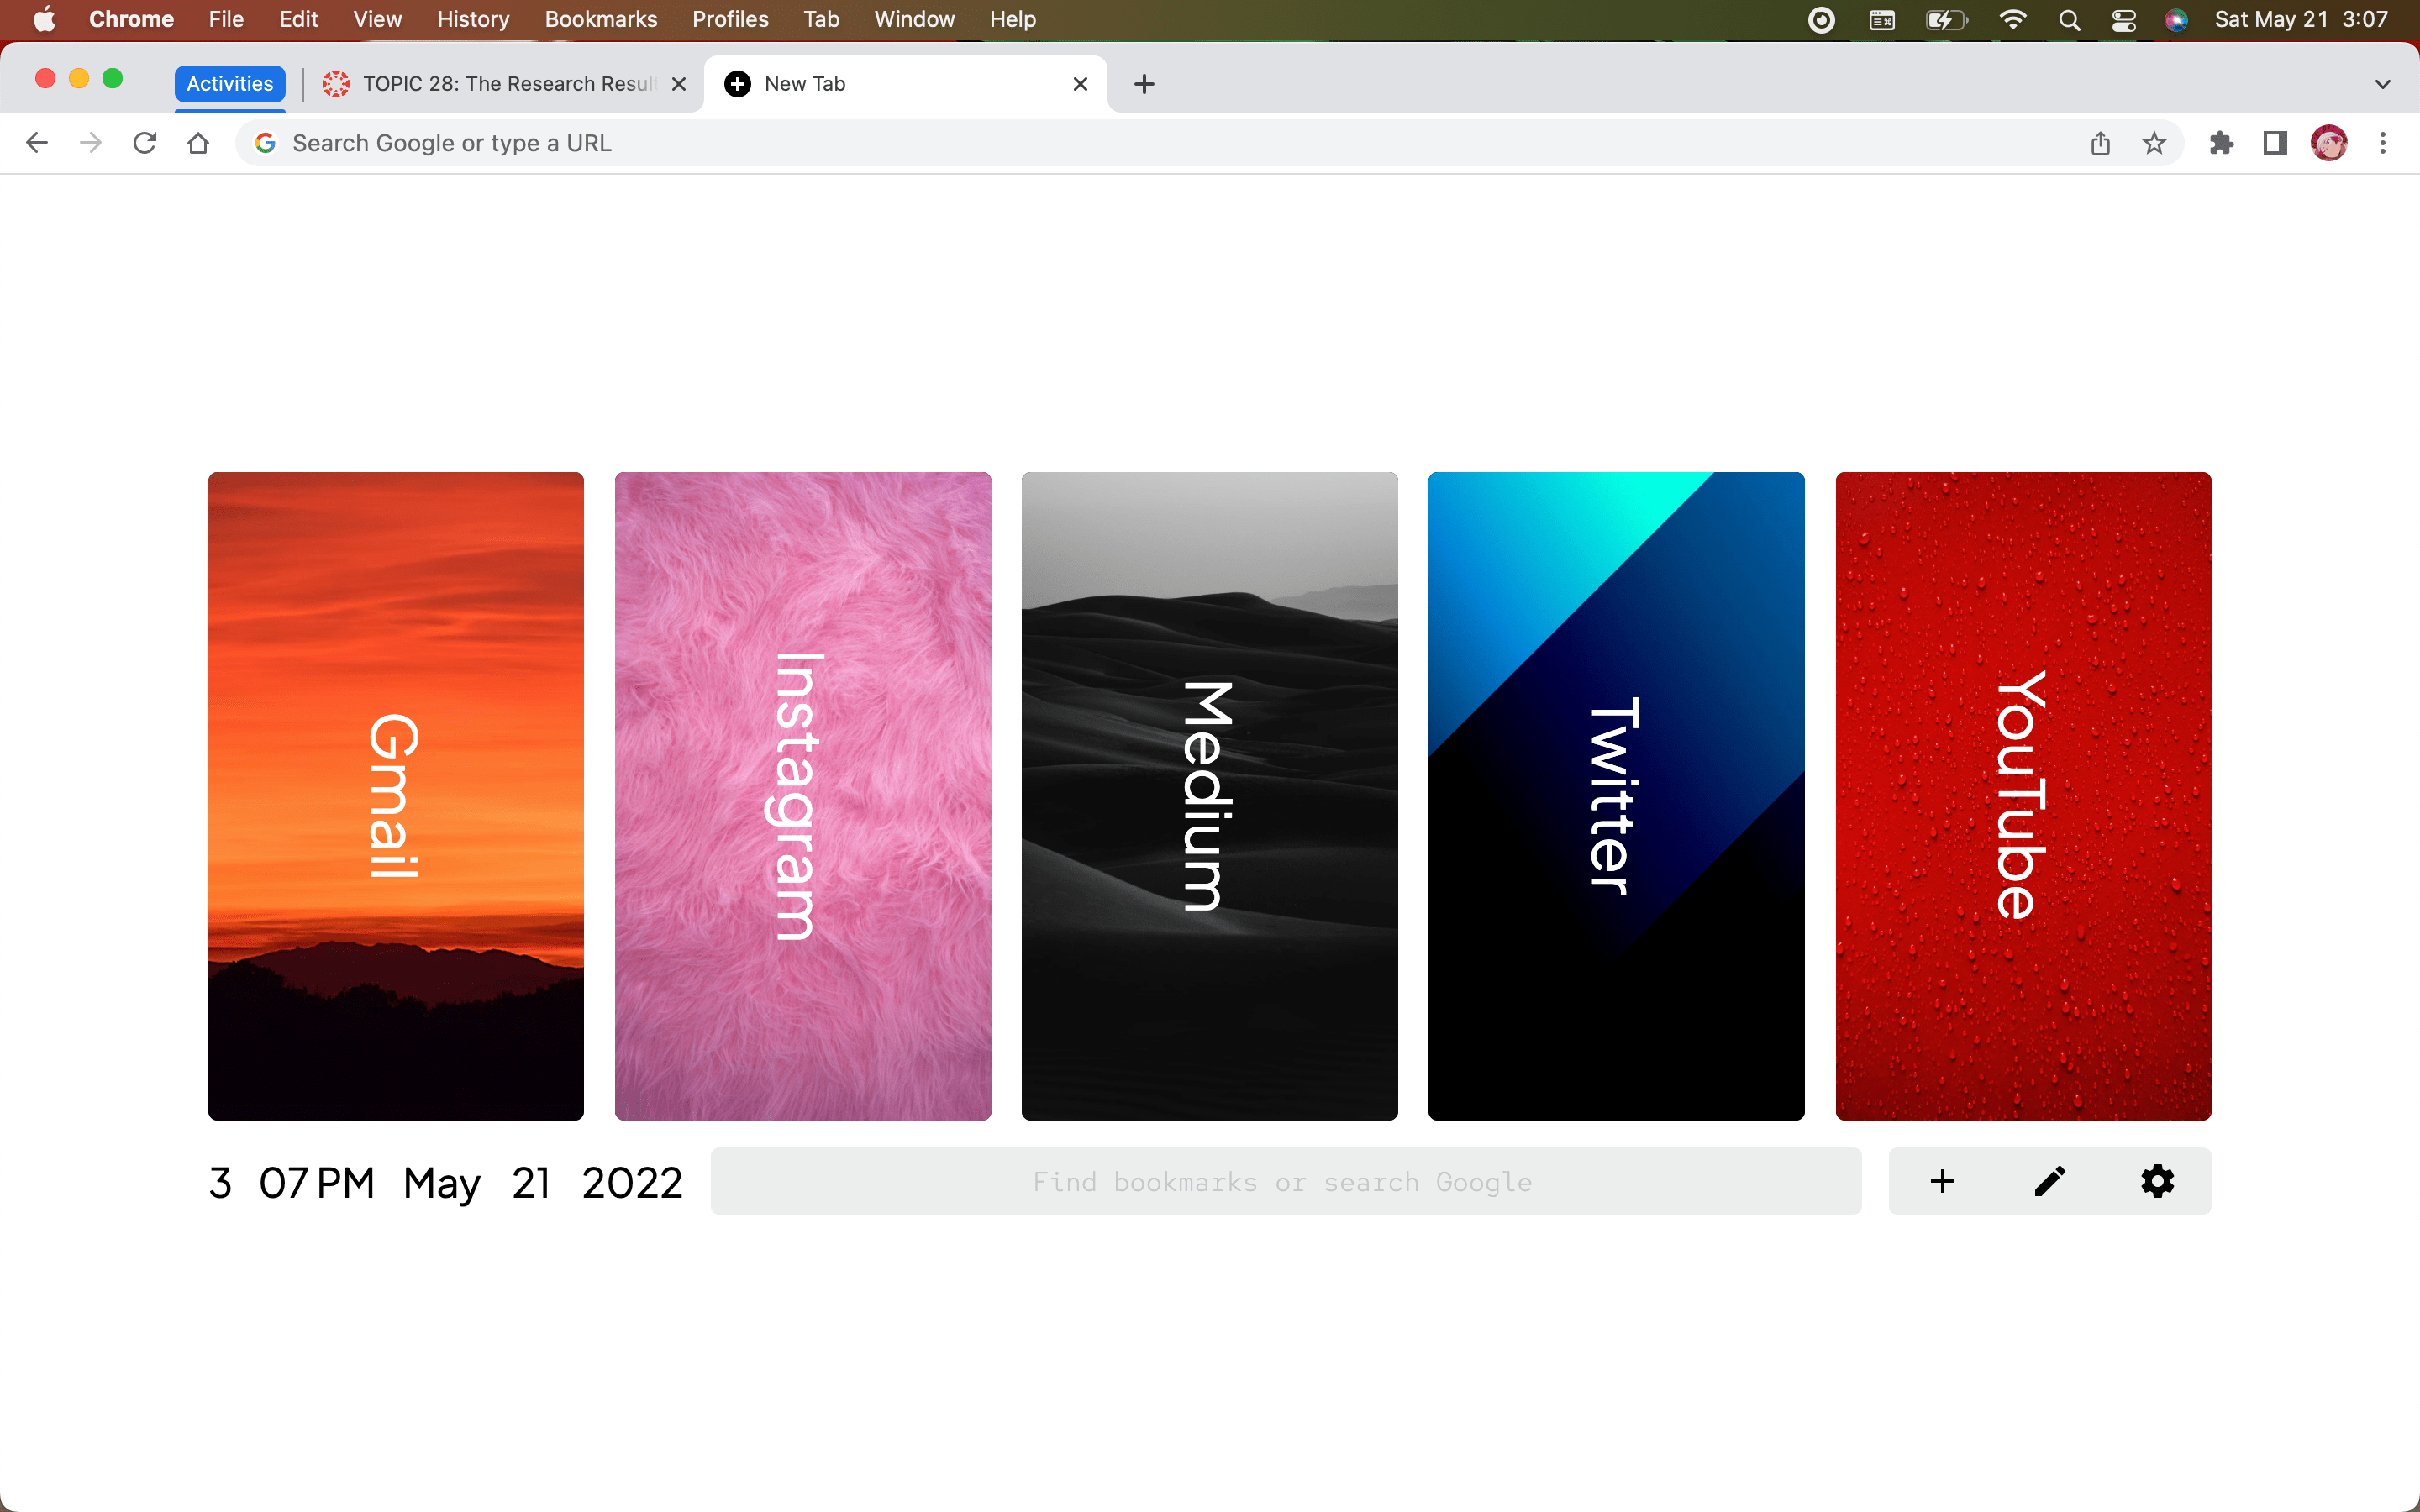 Chrome File Edit View History Bookmarks Profiles Tab Window Help Sat May 21 3:07
Activities TOPIC 28: The Research Resul New Tab
Search Google or type a URL
Gmail
Instagram
Medium
Twitter
YouTube
3 07 PM May 21 2022 Find bookmarks or search Google